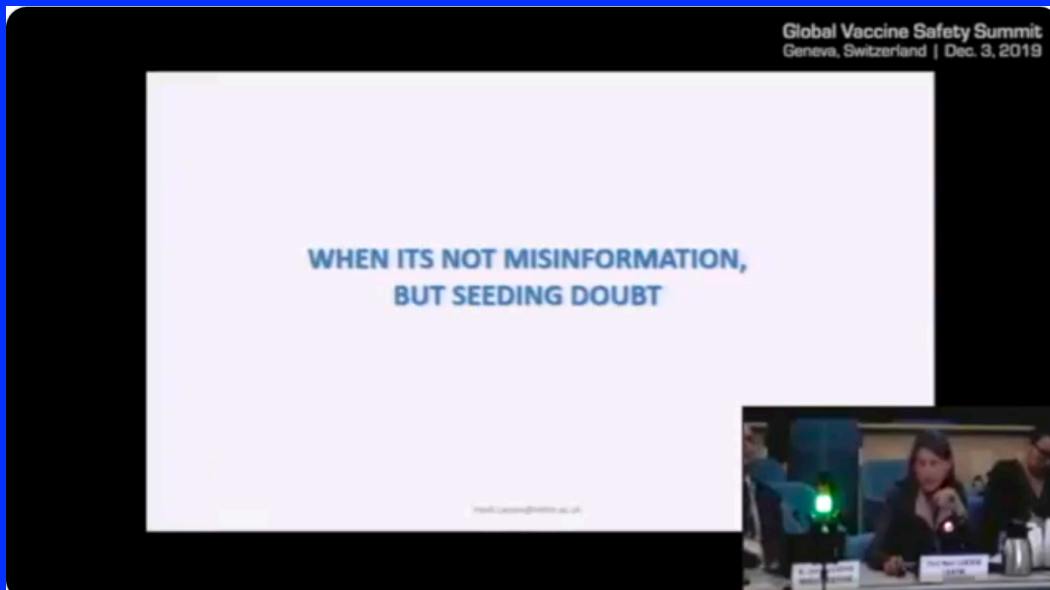 Global Vaccine Safety Summit
Geneva, Switzerland | Dec. 3, 2019
WHEN ITS NOT MISINFORMATION,
BUT SEEDING DOUBT